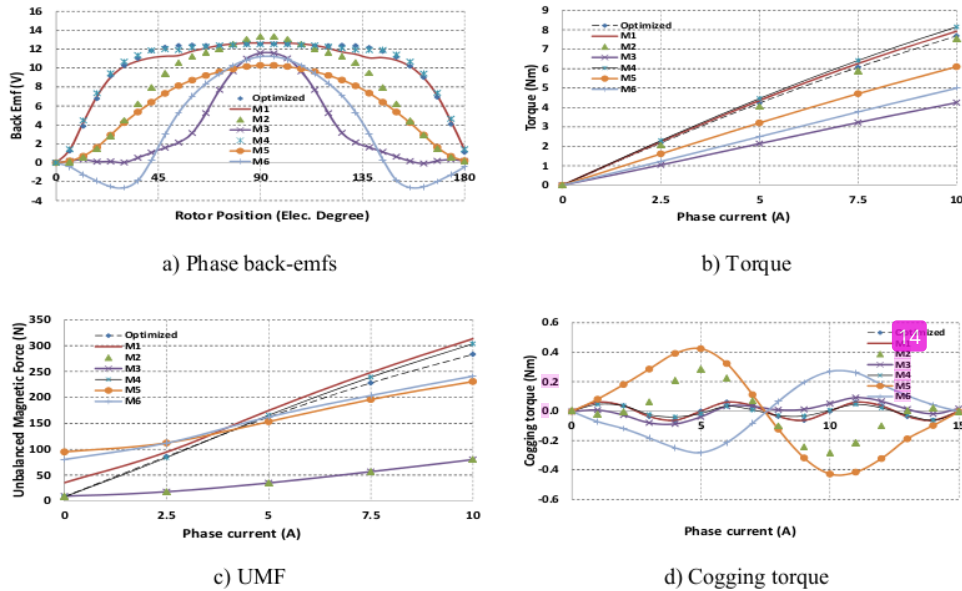 16
14
12
10
8
6
4
2
0
-2
-4
Back Emf (V)
Optimized
M1
M2
M3
M4
M5
M6
0 45 90 135 180
Rotor Position (Elec. Degree)
a) Phase back-emfs
9
8
7
6
5
4
3
2
1
0
Torque (Nm)
Optimized
M1
M2
M3
M4
M5
M6
0 2.5 5 7.5 10
Phase current (A)
b) Torque
350
300
250
200
150
100
50
0
Unbalanced Magnetic Force (N)
Optimized
M1
M2
M3
M4
M5
M6
0 2.5 5 7.5 10
Phase current (A)
c) UMF
0.6
0.4
0.2
0.0
-0.2
-0.4
-0.6
Cogging torque (Nm)
14
M2
M3
M4
M5
M6
0 5 10 15
Phase current (A)
d) Cogging torque